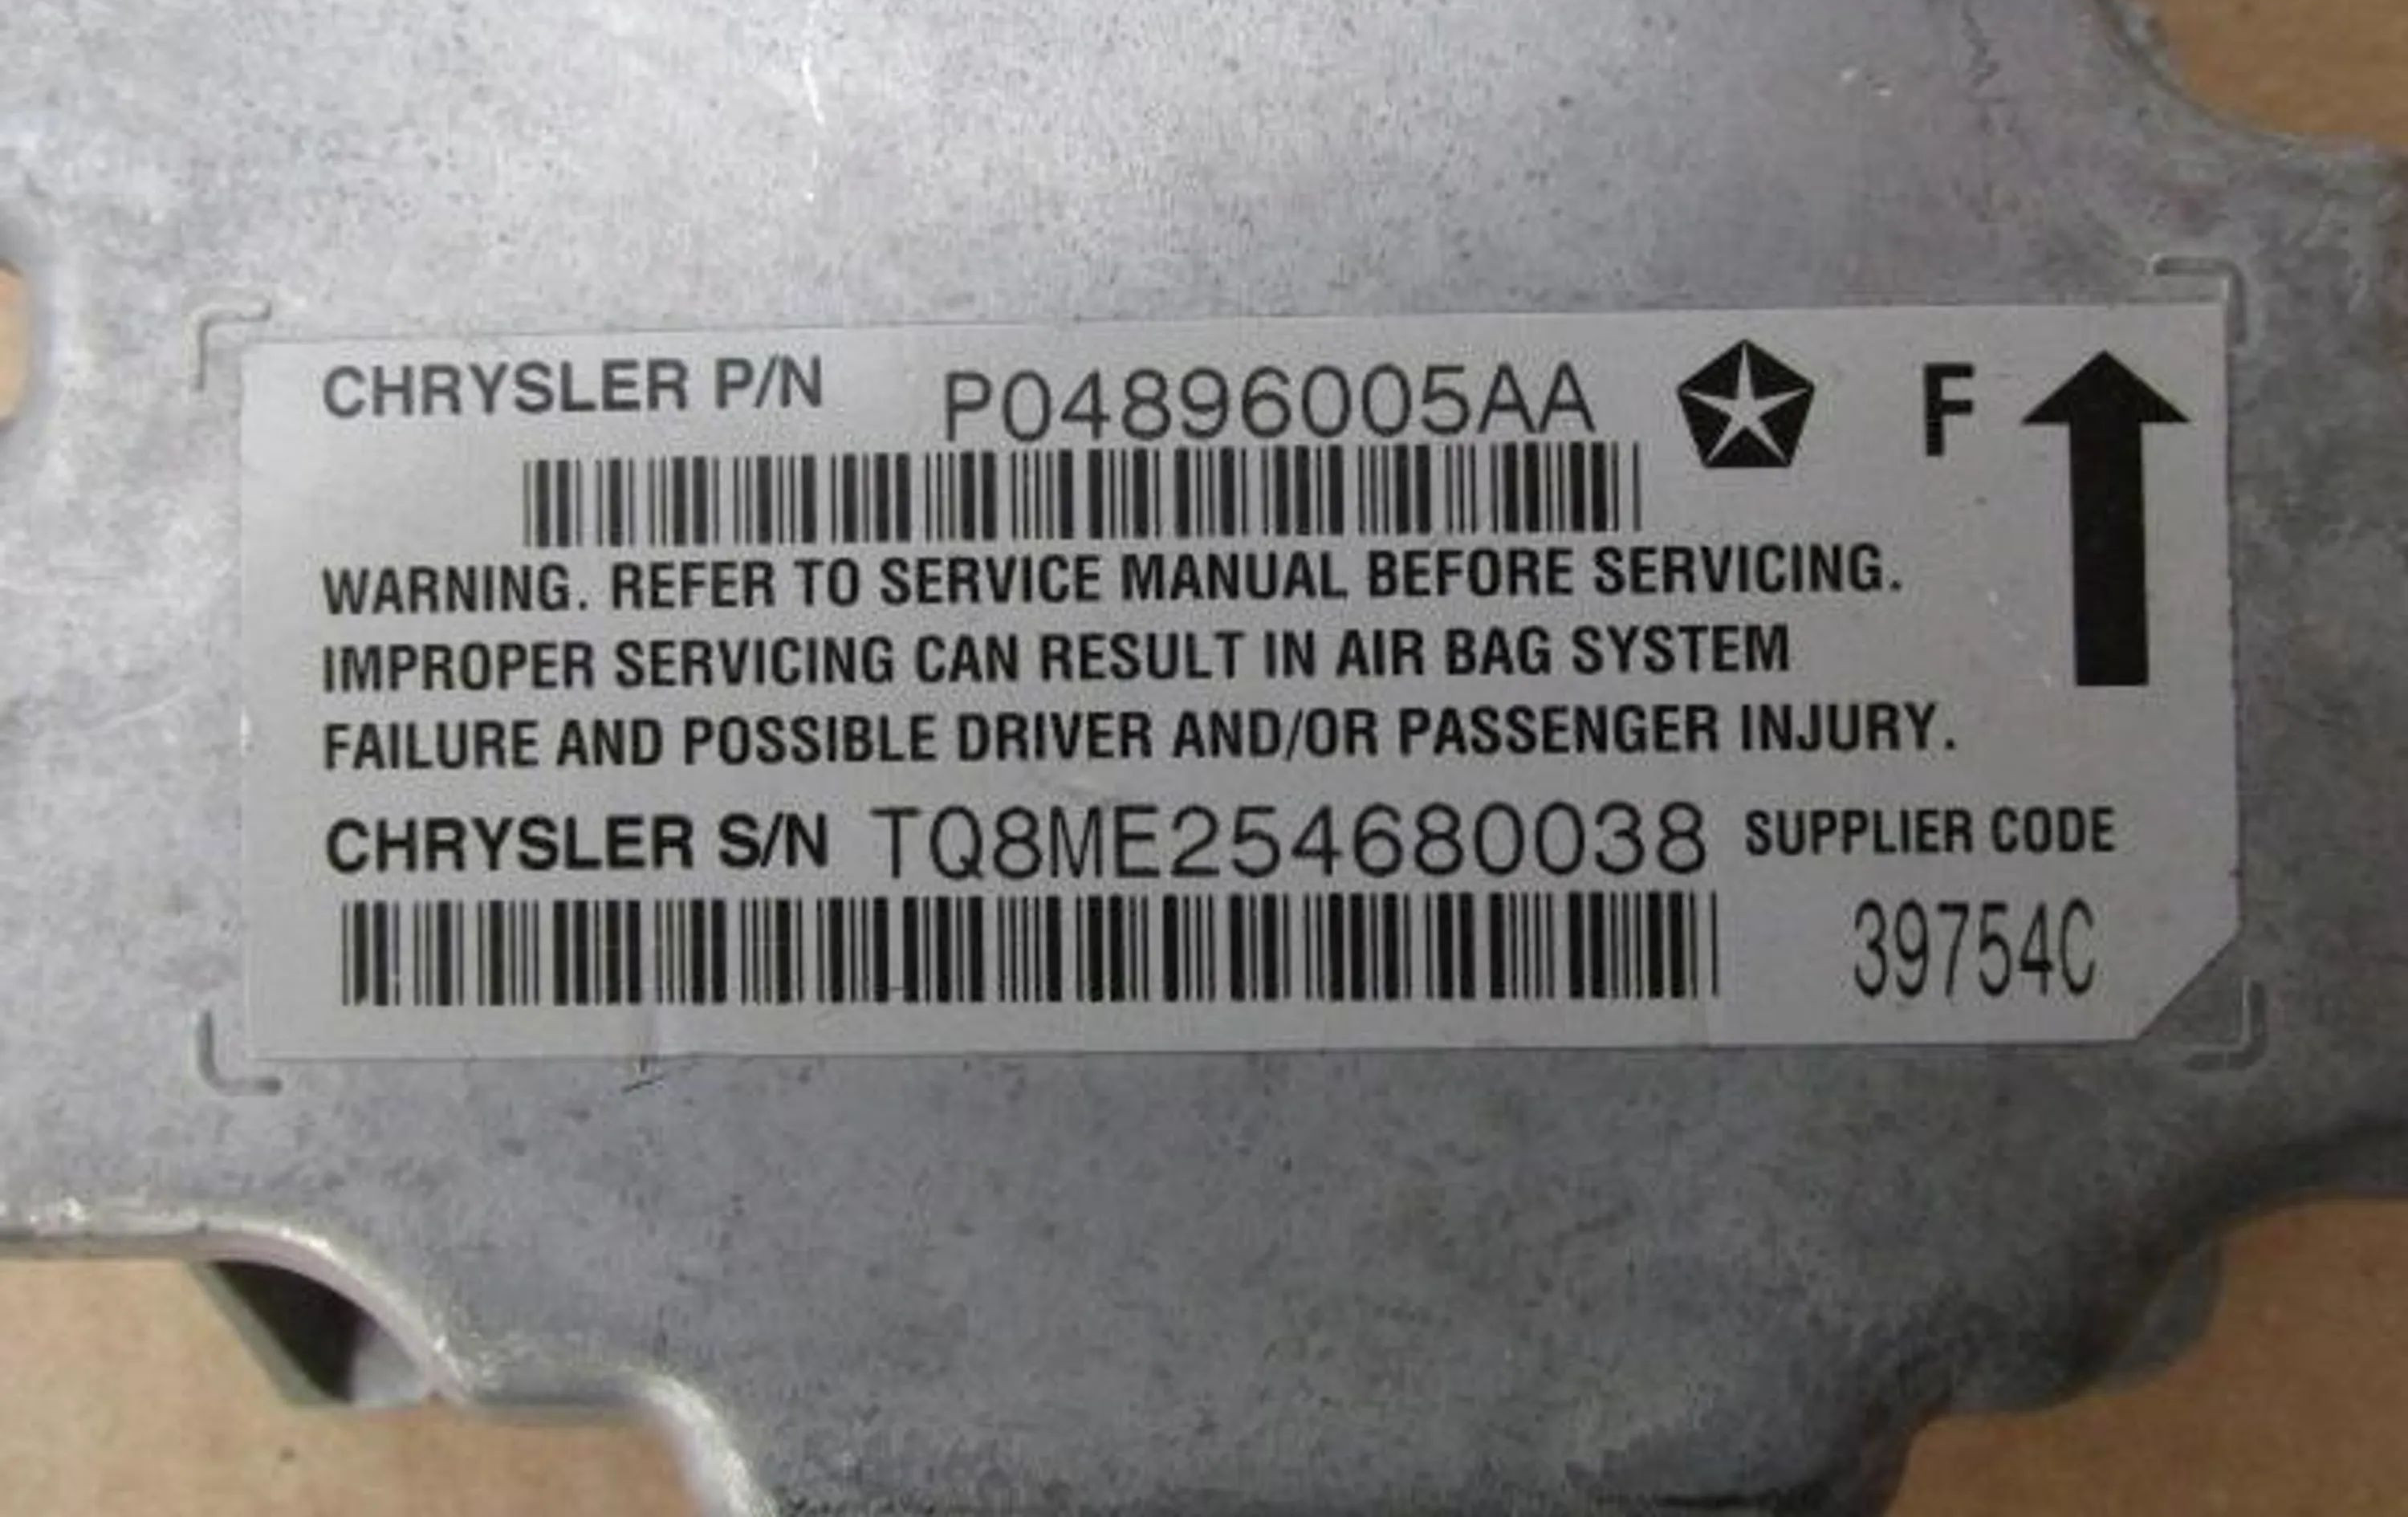 CHRYSLER P/N P04896005AA F
WARNING. REFER TO SERVICE MANUAL BEFORE SERVICING.
IMPROPER SERVICING CAN RESULT IN AIR BAG SYSTEM
FAILURE AND POSSIBLE DRIVER AND/OR PASSENGER INJURY.
CHRYSLER S/N TQ8ME254680038 SUPPLIER CODE
39754C